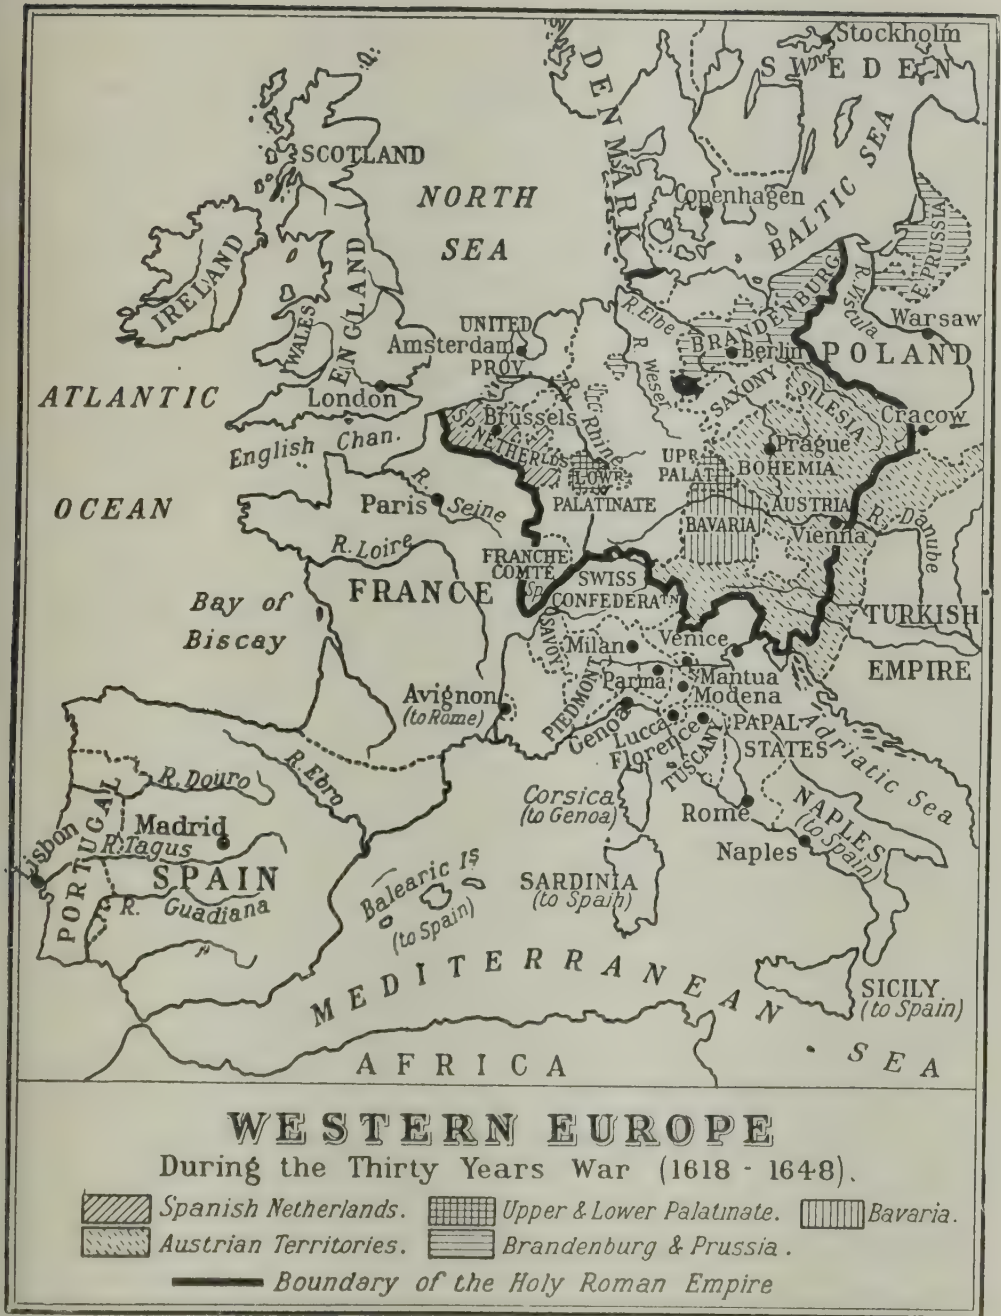 Stockholm
SWEDEN
DENMARK
SCOTLAND
NORTH
SEA
BALTIC SEA
Copenhagen
IRELAND
ENGLAND
WALES
E. PRUSSIA
R. Vistula
BRANDENBURG
R. Elbe
Warsaw
UNITED
Amsterdam
PROV.
BRANDENBURG
Berlin
POLAND
R. Weser
ATLANTIC
OCEAN
London
English Chan.
SP. NETHERLDS
Brussels
Rhine
SAXONY
SILESIA
Cracow
Prague
UPR.
PALAT.
BOHEMIA
LOWR
PALATINATE
R.
Seine
Paris
BAVARIA
AUSTRIA
Vienna
R. Danube
R. Loire
FRANCHE
COMTÉ
Sp.
FRANCE
SWISS
CONFEDERATN
Bay of
Biscay
TURKISH
EMPIRE
SAVOY
Milan
Venice
PIEDMONT
Parma
Mantua
Modena
Avignon
(to Rome)
Genoa
Lucca
Florence
TUSCANY
PAPAL
STATES
Adriatic Sea
R. Ebro
R. Douro
Corsica
(to Genoa)
Rome
NAPLES
(to Spain)
Naples
PORTUGAL
Lisbon
Madrid
R. Tagus
SPAIN
R. Guadiana
Balearic Is
(to Spain)
SARDINIA
(to Spain)
MEDITERRANEAN SEA
SICILY
(to Spain)
AFRICA
WESTERN EUROPE
During the Thirty Years War (1618 - 1648).
Spanish Netherlands. Upper & Lower Palatinate. Bavaria.
Austrian Territories. Brandenburg & Prussia.
Boundary of the Holy Roman Empire